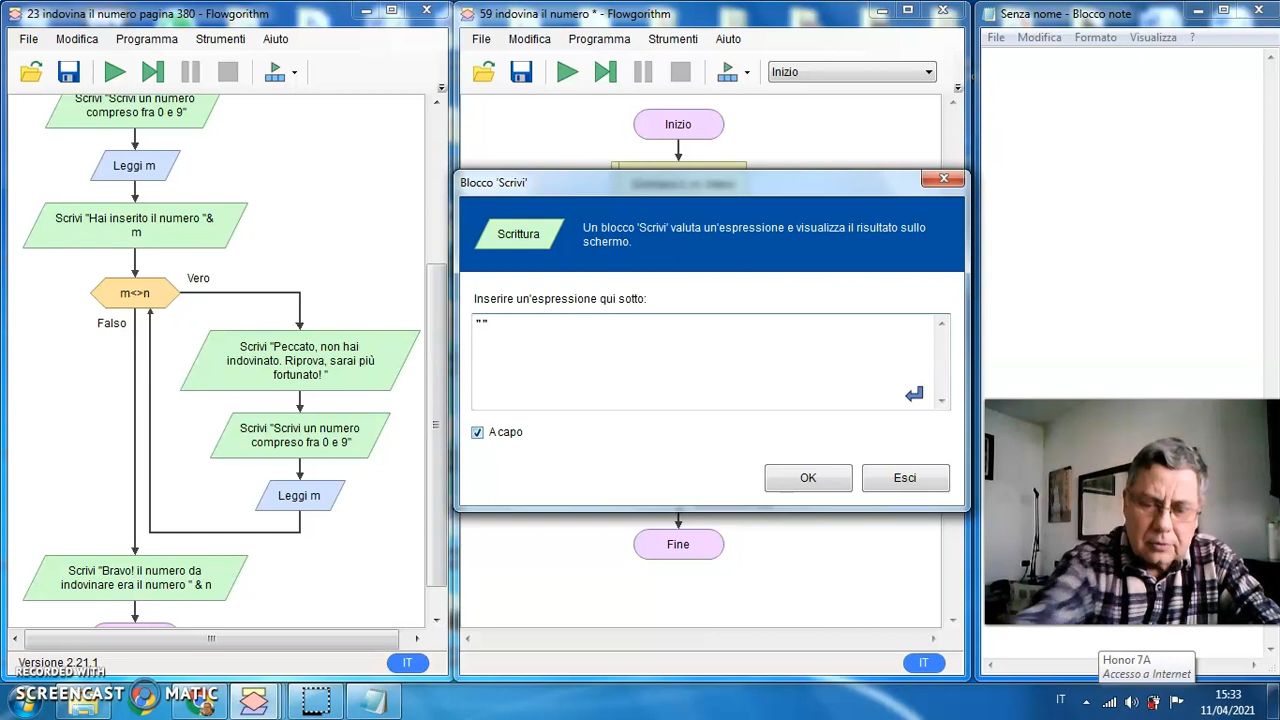 23 indovina il numero pagina 380 - Flowgorithm
File Modifica Programma Strumenti Aiuto
Scrivi "Scrivi un numero
compreso fra 0 e 9"
Leggi m
Scrivi "Hai inserito il numero "&
m
m<>n
Vero
Falso
Scrivi "Peccato, non hai
indovinato. Riprova, sarai più
fortunato! "
Scrivi "Scrivi un numero
compreso fra 0 e 9"
Leggi m
Scrivi "Bravo! il numero da
indovinare era il numero " & n
Versione 2.21.1
IT
59 indovina il numero * - Flowgorithm
File Modifica Programma Strumenti Aiuto
Inizio
Inizio
Blocco 'Scrivi'
Scrittura
Un blocco 'Scrivi' valuta un'espressione e visualizza il risultato sullo
schermo.
Inserire un'espressione qui sotto:
""
A capo
OK
Esci
Fine
IT
Senza nome - Blocco note
File Modifica Formato Visualizza ?
Honor 7A
Accesso a Internet
RECORDED WITH
SCREENCAST MATIC
IT
15:33
11/04/2021